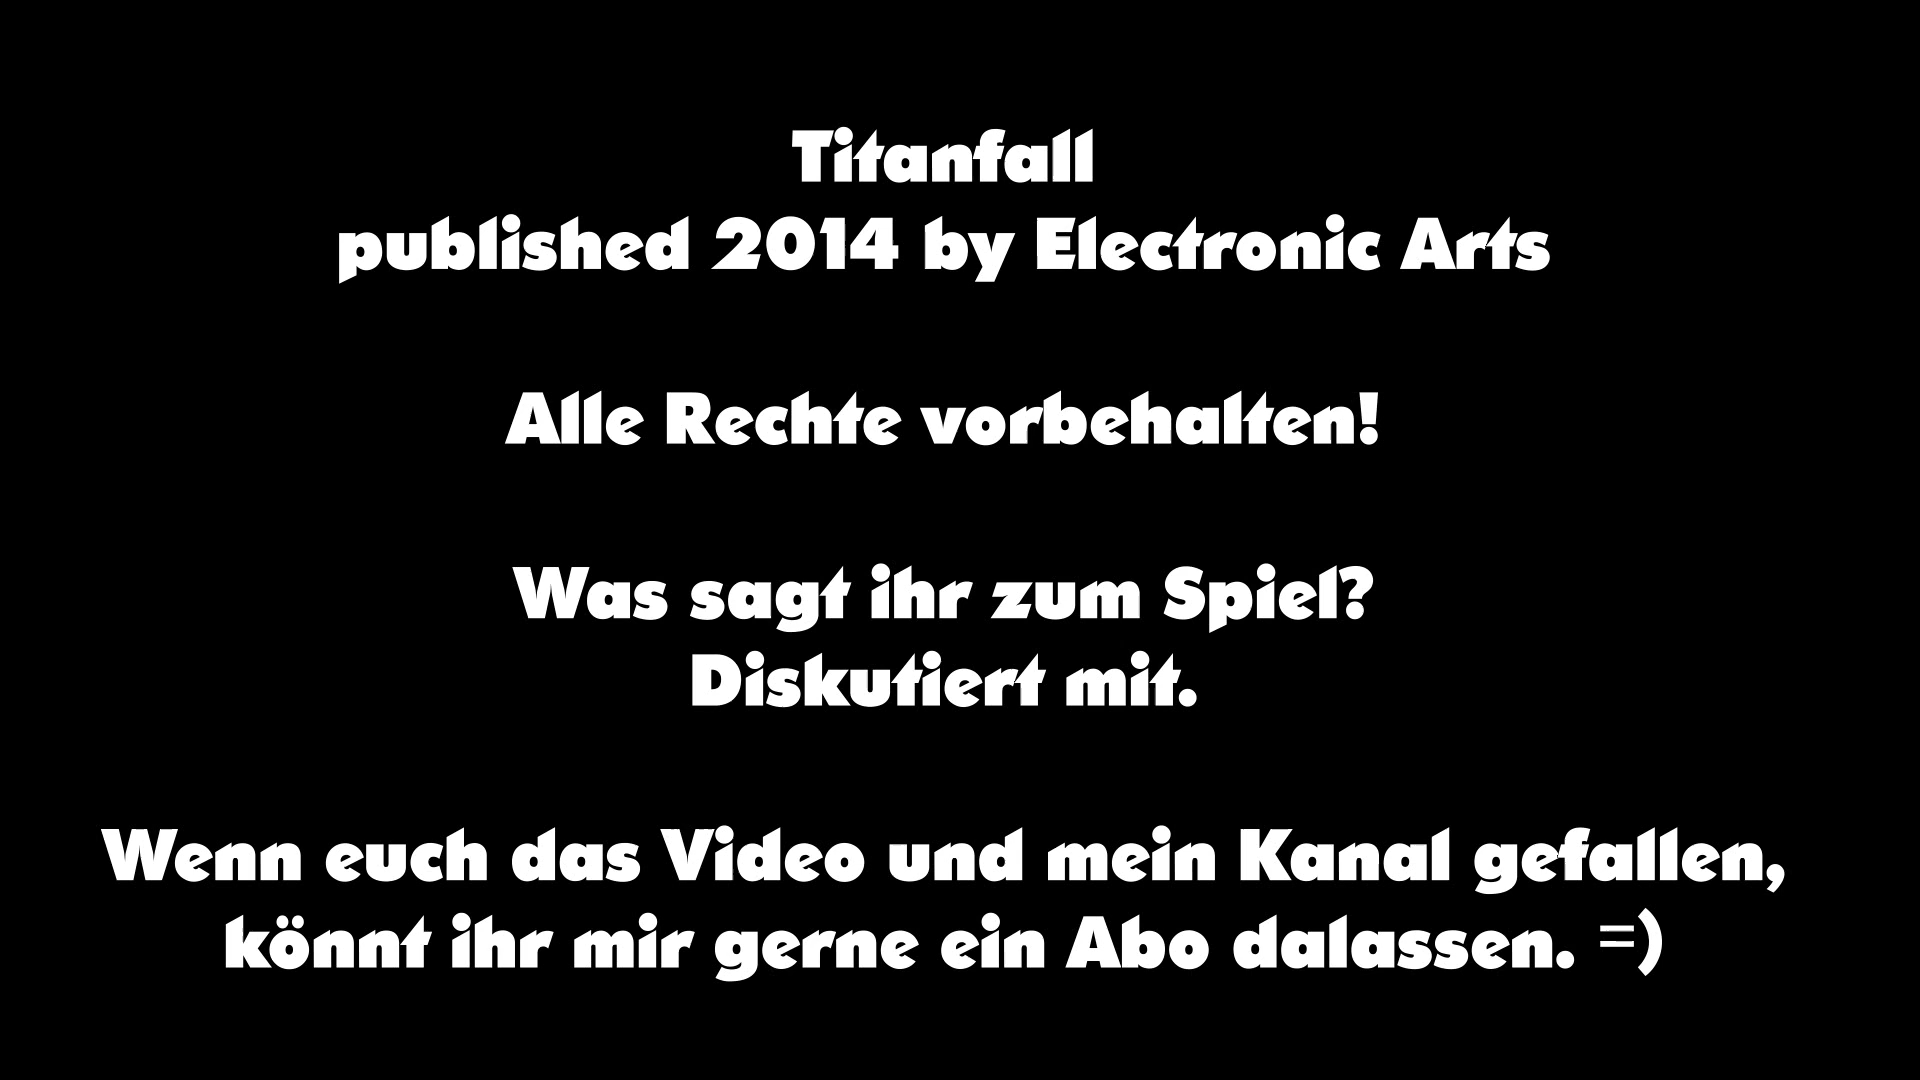 Titanfall
published 2014 by Electronic Arts
Alle Rechte vorbehalten!
Was sagt ihr zum Spiel?
Diskutiert mit.
Wenn euch das Video und mein Kanal gefallen,
könnt ihr mir gerne ein Abo dalassen. =)